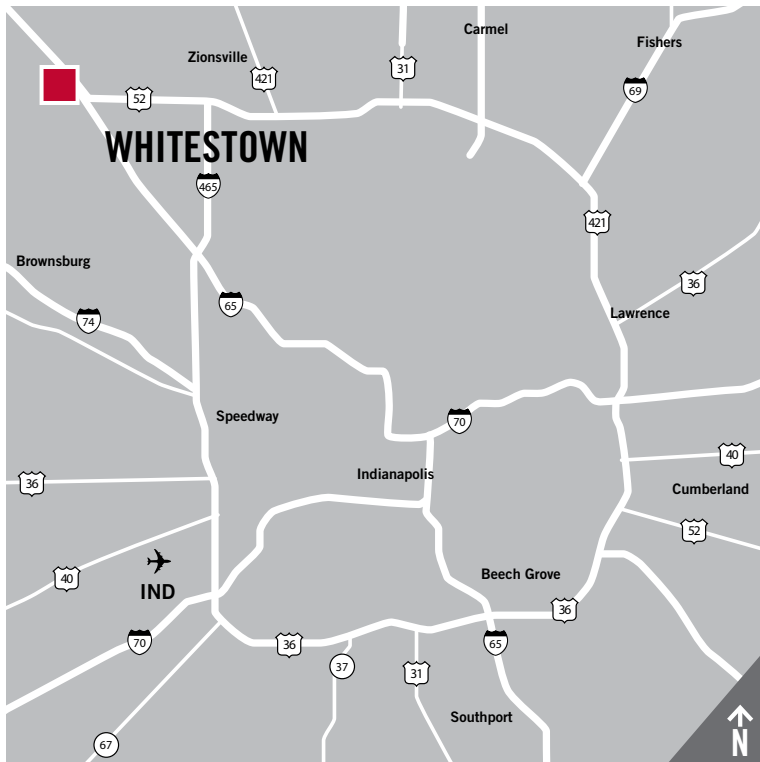 Carmel
Fishers
Zionsville
31
421
69
52
WHITESTOWN
465
421
Brownsburg
36
65
74
Lawrence
Speedway
70
40
Indianapolis
36
Cumberland
52
IND
Beech Grove
40
36
70
36
65
37
31
Southport
67
N